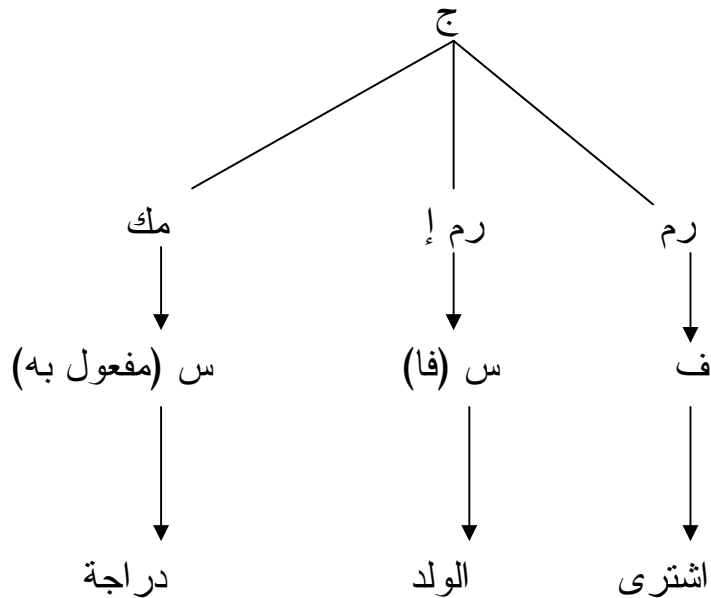 ج
رم رم إ مك
ف س (فا) س (مفعول به)
اشترى الولد دراجة